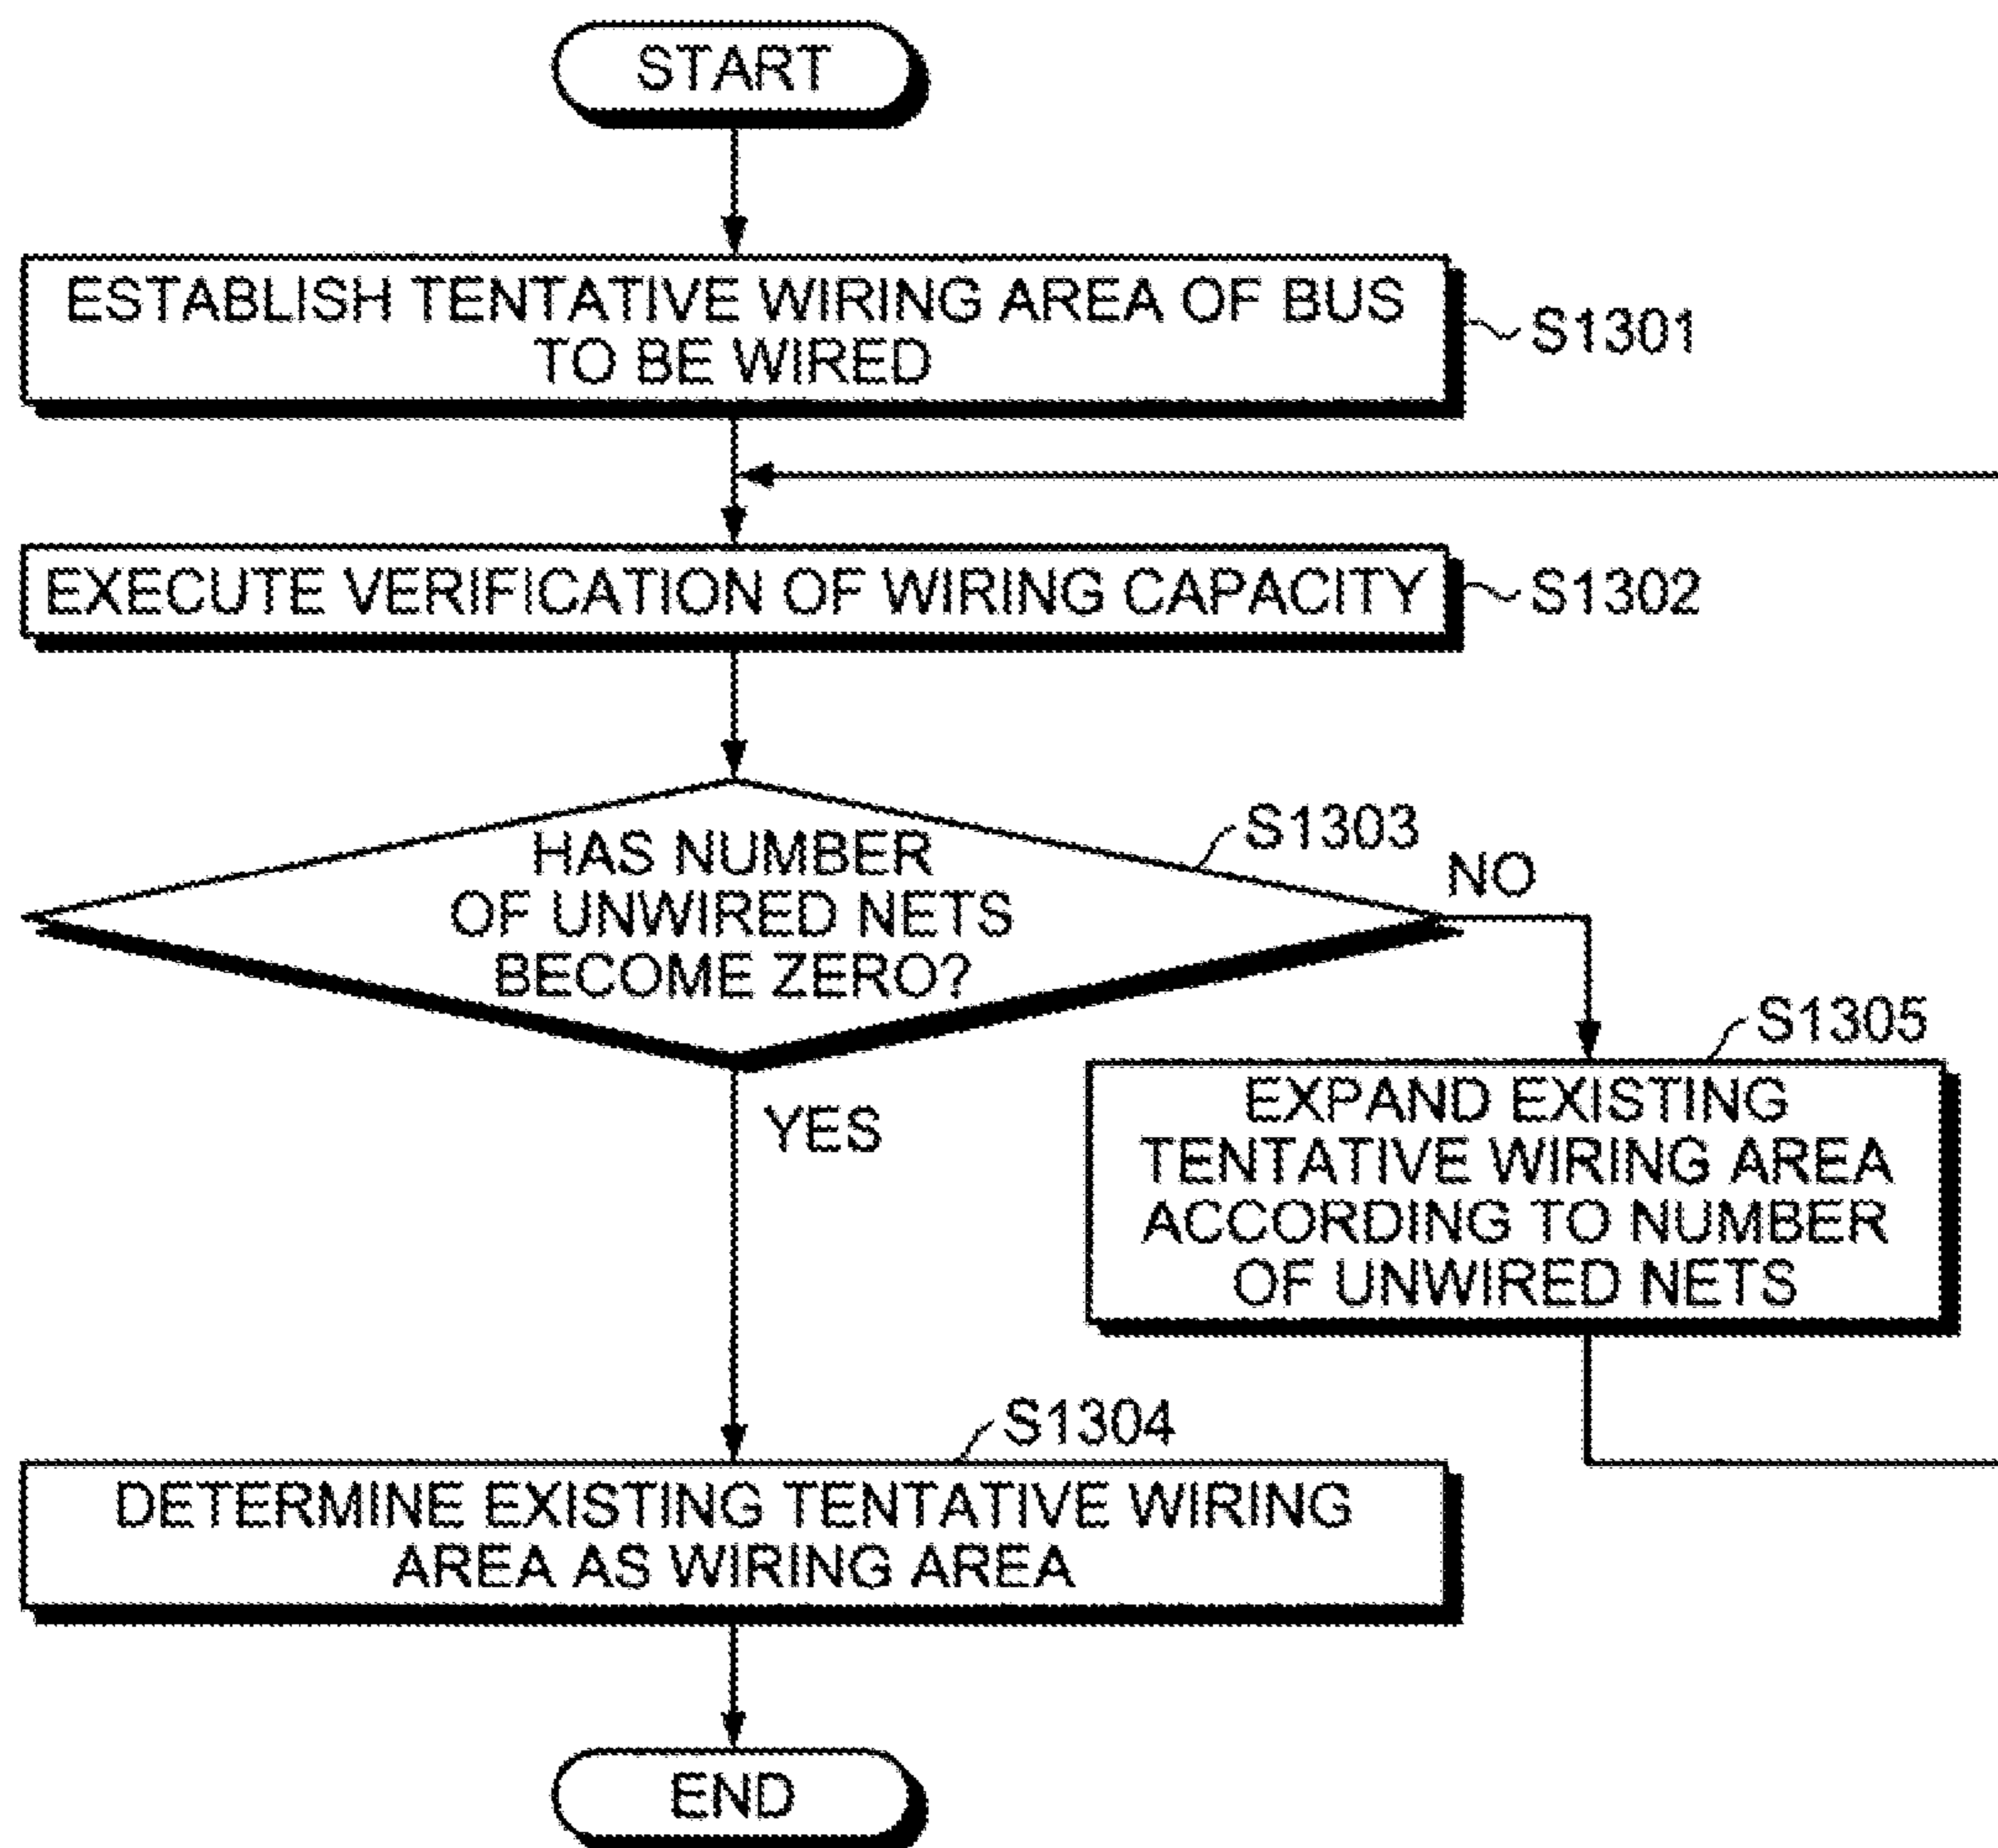 START
ESTABLISH TENTATIVE WIRING AREA OF BUS
TO BE WIRED
S1301
EXECUTE VERIFICATION OF WIRING CAPACITY
S1302
HAS NUMBER
OF UNWIRED NETS
BECOME ZERO?
S1303
NO
YES
S1305
EXPAND EXISTING
TENTATIVE WIRING AREA
ACCORDING TO NUMBER
OF UNWIRED NETS
S1304
DETERMINE EXISTING TENTATIVE WIRING
AREA AS WIRING AREA
END